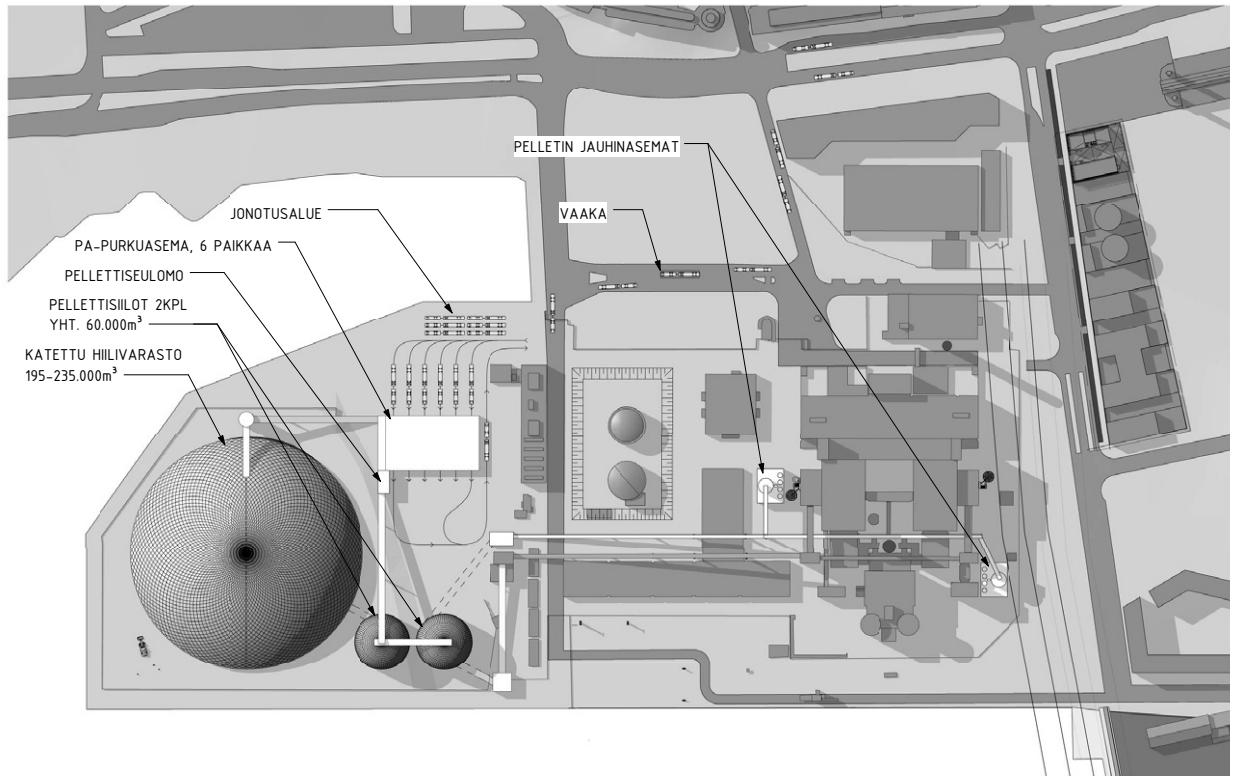 PELLETIN JAUHINASEMAT
JONOTUSALUE
VAAKA
PA-PURKUASEMA, 6 PAIKKAA
PELLETTISEULOMO
PELLETTISIILOT 2KPL
YHT. 60.000m³
KATETTU HIILIVARASTO
195-235.000m³